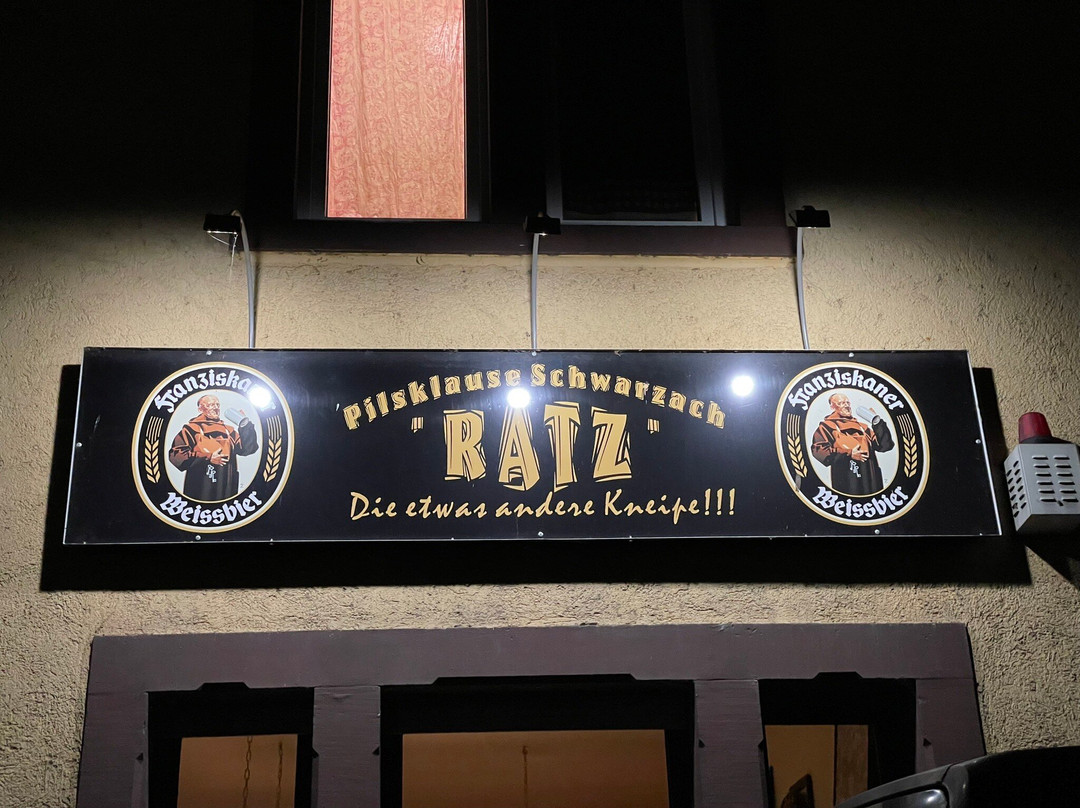 Franziskaner
Weissbier
Pilsklause Schwarzach
"RATZ"
Die etwas andere Kneipe!!!
Franziskaner
Weissbier